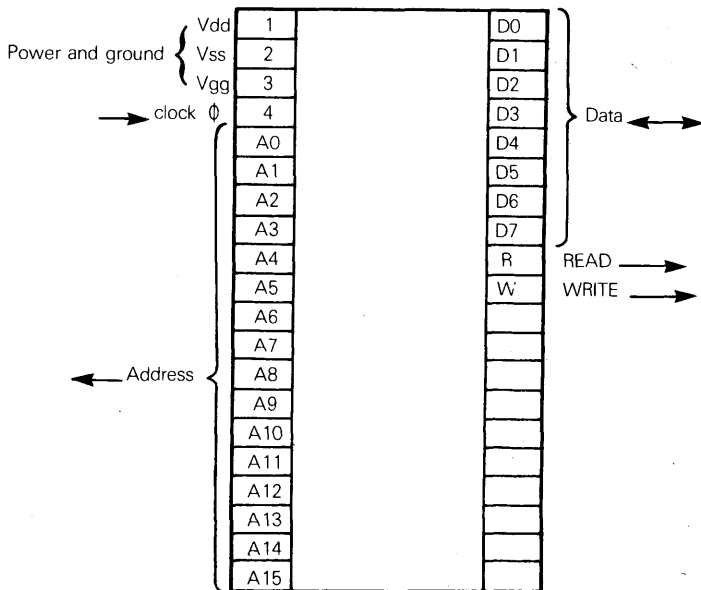 Vdd 1 D0
Power and ground Vss 2 D1
Vgg 3 D2
clock ϕ 4 D3 Data
A0 D4
A1 D5
A2 D6
A3 D7
A4 R READ
A5 W WRITE
A6
A7
Address A8
A9
A10
A11
A12
A13
A14
A15